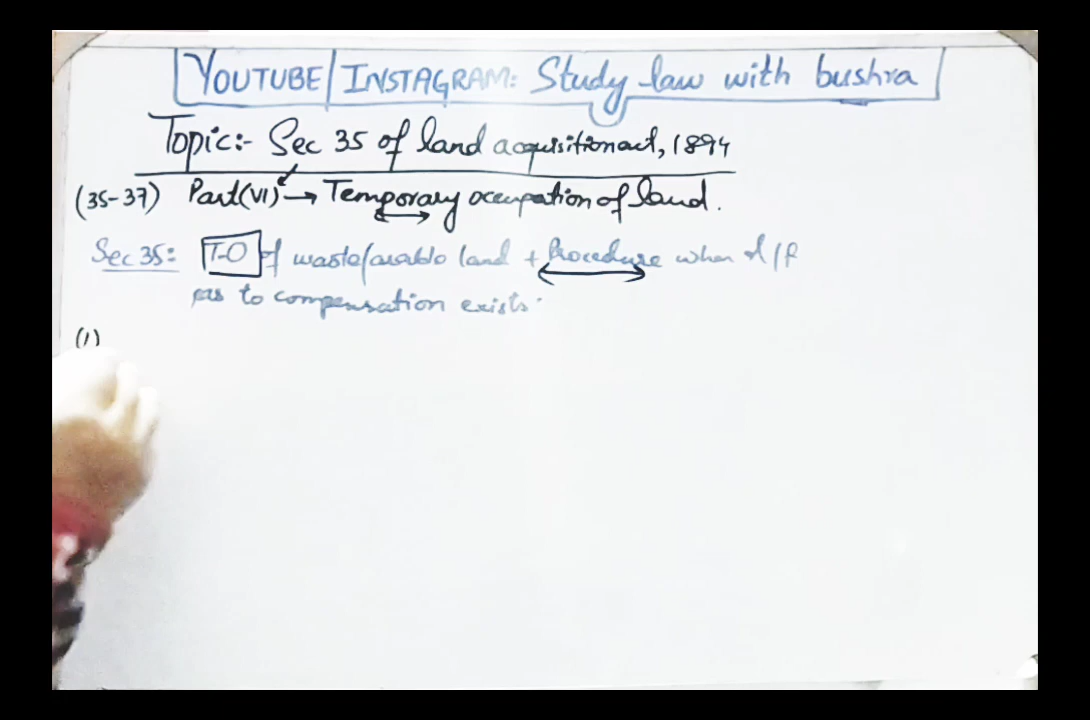 YOUTUBE/INSTAGRAM: Study law with bushra
Topic:- Sec 35 of land acquisition act, 1894
(35-37) Part(VI) → Temporary occupation of land.
Sec 35: T-O of waste/arable land + Procedure when d/f
as to compensation exists.
(1)